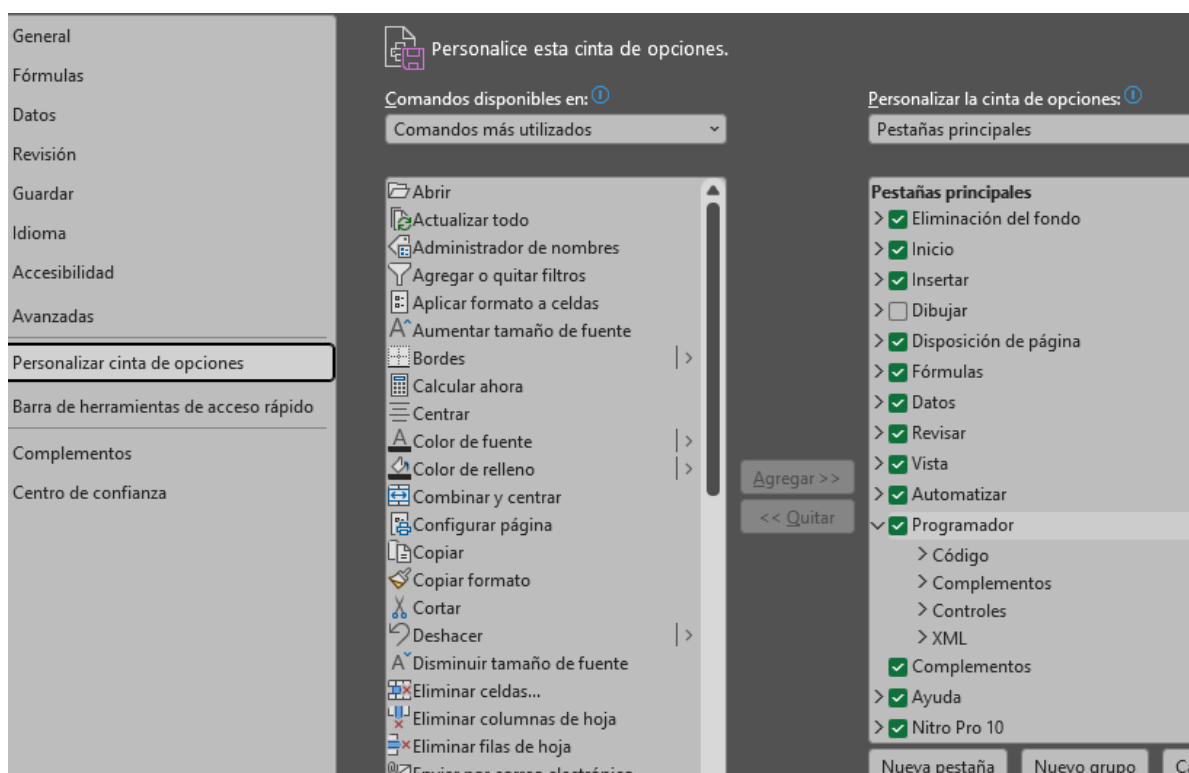 General
Fórmulas
Datos
Revisión
Guardar
Idioma
Accesibilidad
Avanzadas
Personalizar cinta de opciones
Barra de herramientas de acceso rápido
Complementos
Centro de confianza
Personalice esta cinta de opciones.
Comandos disponibles en:
Comandos más utilizados
Abrir
Actualizar todo
Administrador de nombres
Agregar o quitar filtros
Aplicar formato a celdas
Aumentar tamaño de fuente
Bordes
Calcular ahora
Centrar
Color de fuente
Color de relleno
Combinar y centrar
Configurar página
Copiar
Copiar formato
Cortar
Deshacer
Disminuir tamaño de fuente
Eliminar celdas...
Eliminar columnas de hoja
Eliminar filas de hoja
Enviar por correo electrónico
Agregar >>
<< Quitar
Personalizar la cinta de opciones:
Pestañas principales
Pestañas principales
Eliminación del fondo
Inicio
Insertar
Dibujar
Disposición de página
Fórmulas
Datos
Revisar
Vista
Automatizar
Programador
Código
Complementos
Controles
XML
Complementos
Ayuda
Nitro Pro 10
Nueva pestaña
Nuevo grupo